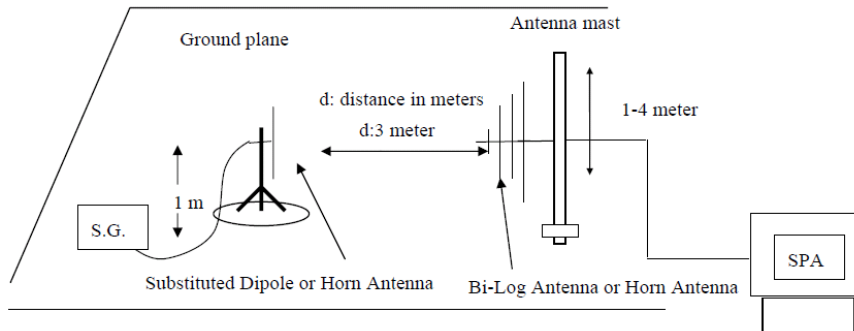 Antenna mast
Ground plane
d: distance in meters
d:3 meter
1-4 meter
1 m
S.G.
SPA
Substituted Dipole or Horn Antenna
Bi-Log Antenna or Horn Antenna